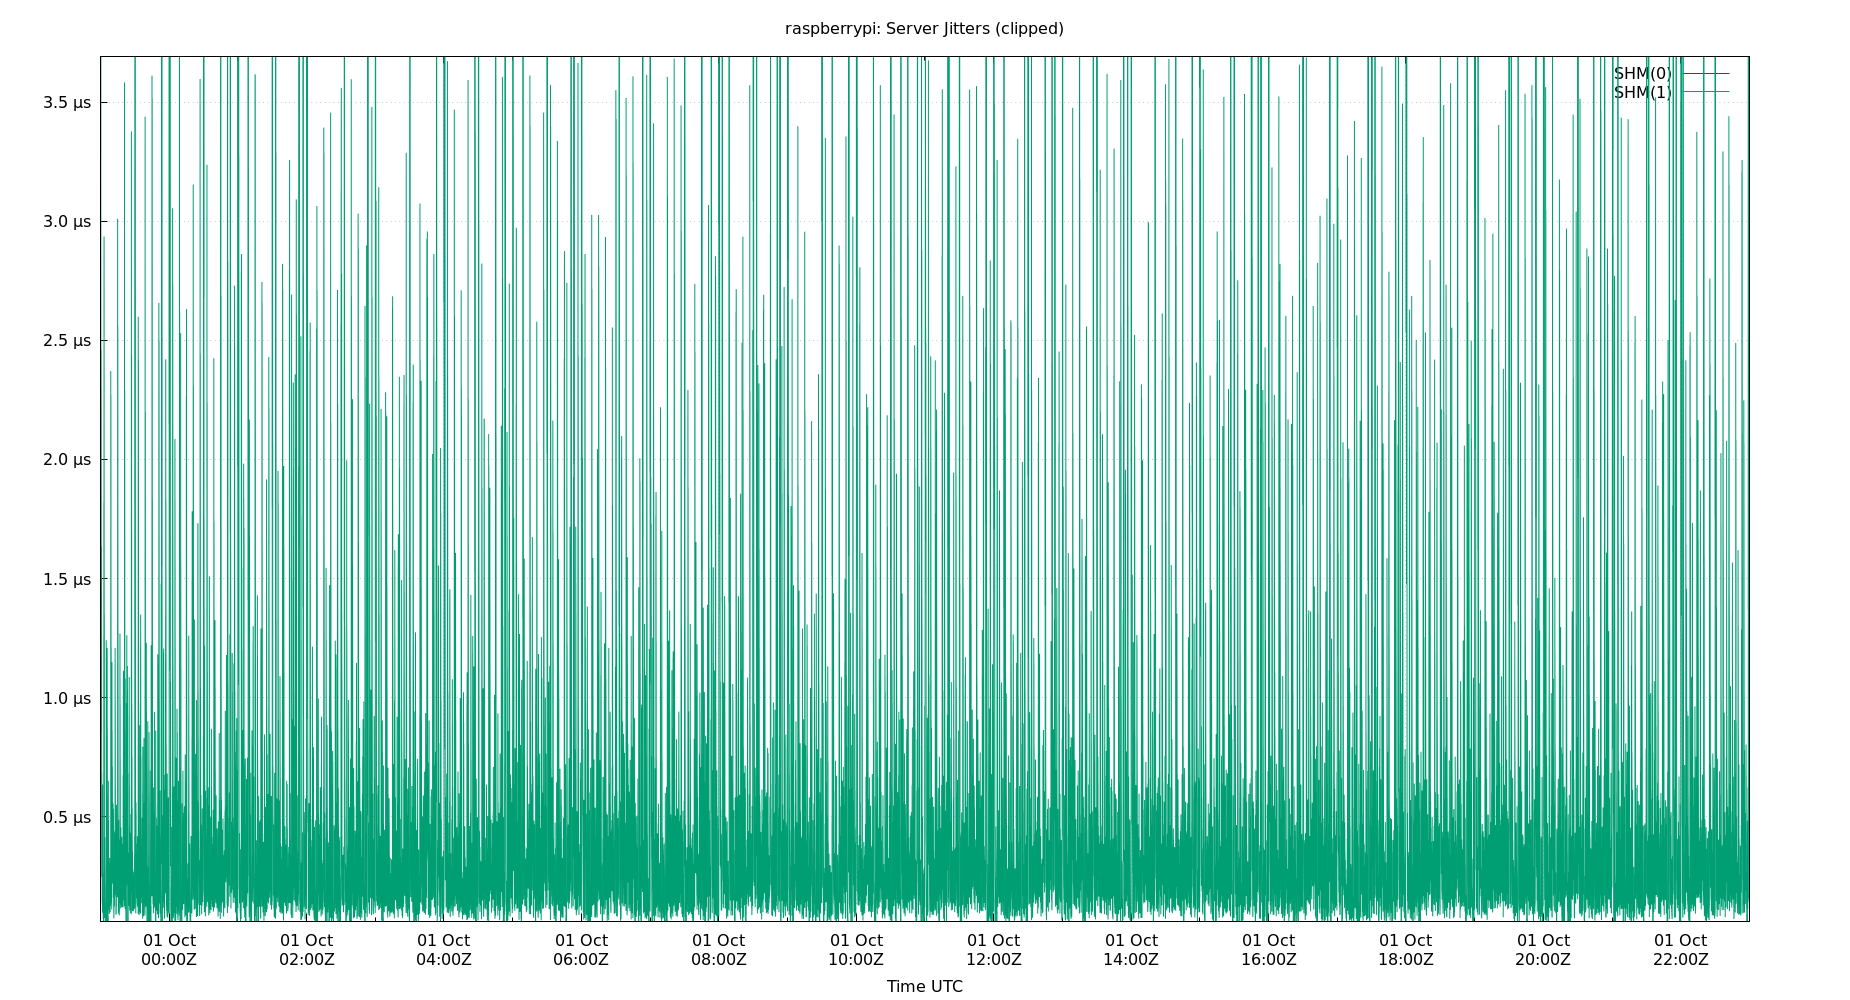 raspberrypi: Server Jitters (clipped)
SHM(0)
SHM(1)
3.5 µs
3.0 µs
2.5 µs
2.0 µs
1.5 µs
1.0 µs
0.5 µs
01 Oct 01 Oct 01 Oct 01 Oct 01 Oct 01 Oct 01 Oct 01 Oct 01 Oct 01 Oct 01 Oct 01 Oct
00:00Z 02:00Z 04:00Z 06:00Z 08:00Z 10:00Z 12:00Z 14:00Z 16:00Z 18:00Z 20:00Z 22:00Z
Time UTC